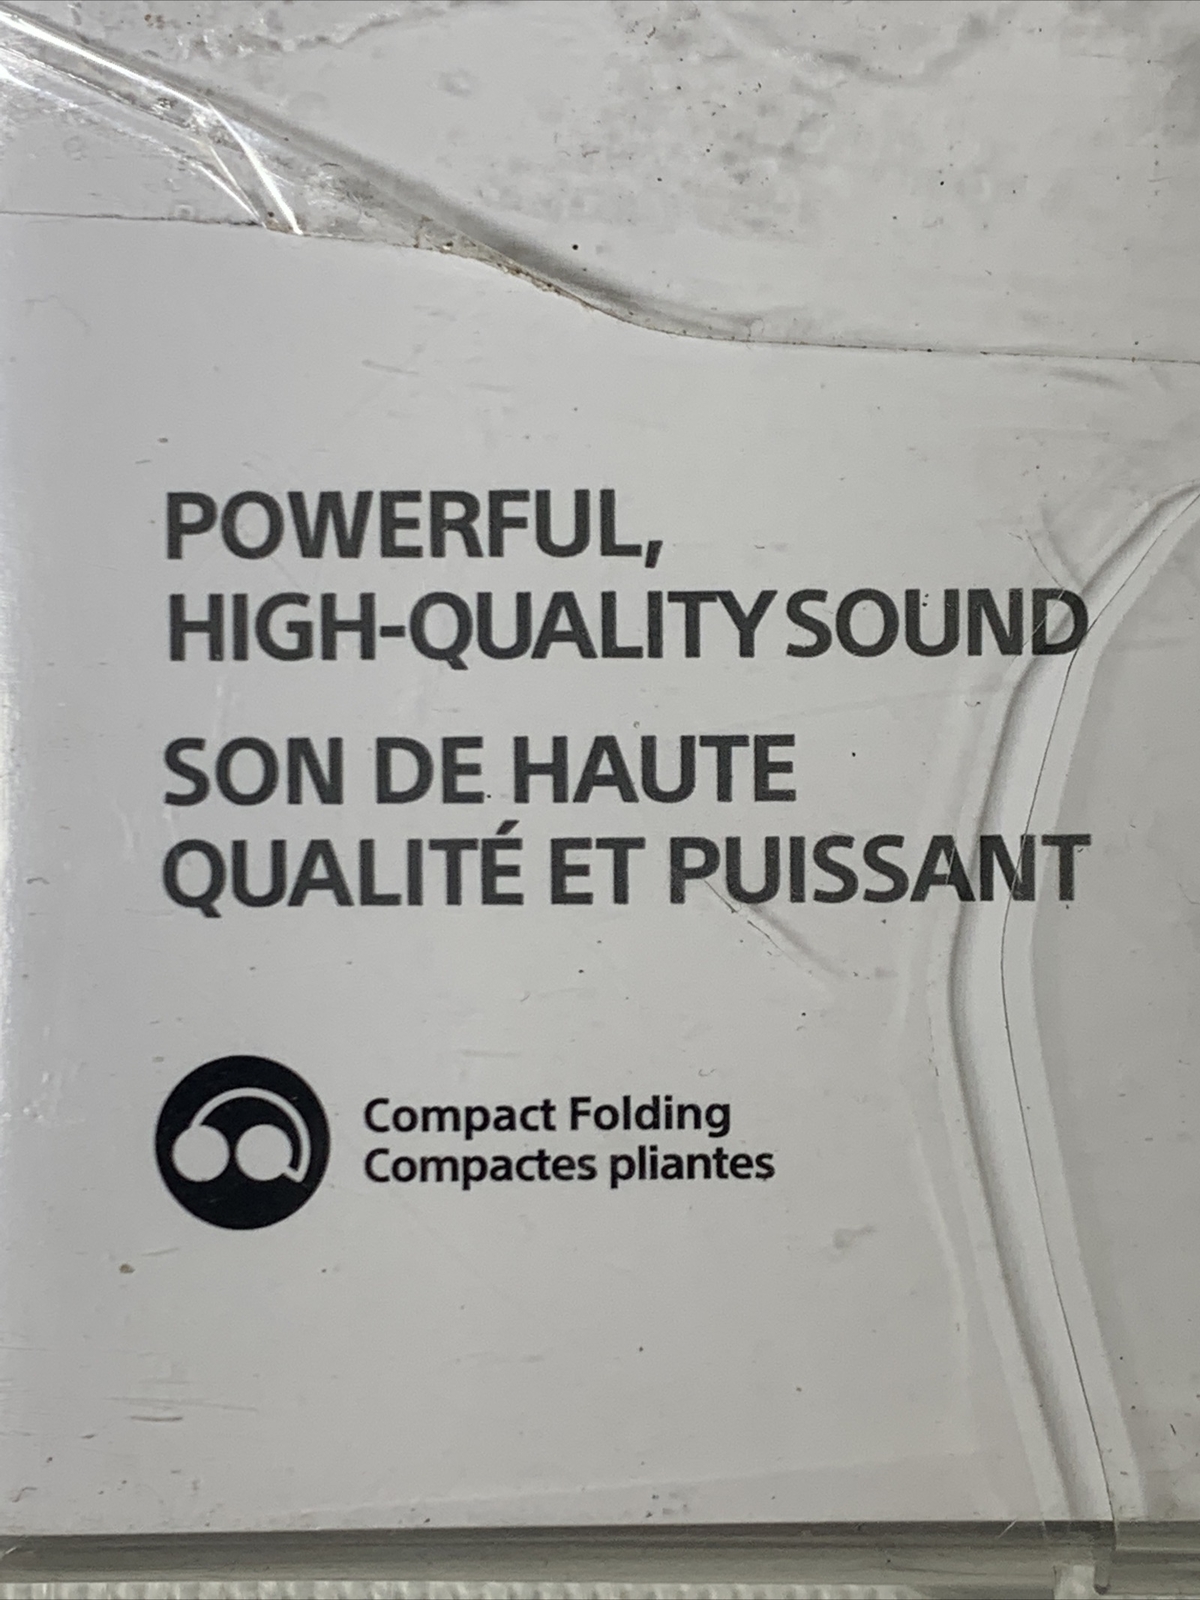 POWERFUL,
HIGH-QUALITY SOUND
SON DE HAUTE
QUALITÉ ET PUISSANT
Compact Folding
Compactes pliantes